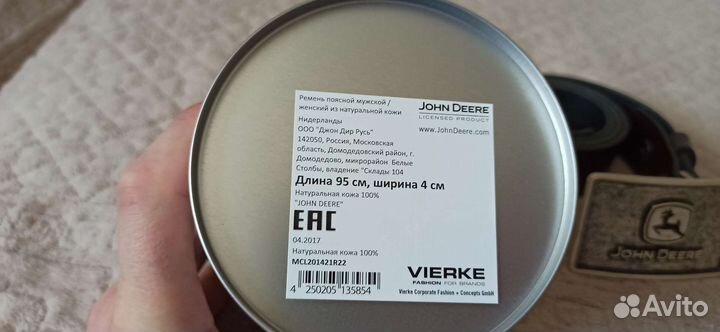 Ремень поясной мужской /
женский из натуральной кожи
JOHN DEERE
LICENSED PRODUCT
www.JohnDeere.com
Нидерланды
ООО "Джон Дир Русь"
142050, Россия, Московская
область, Домодедовский район, г.
Домодедово, микрорайон Белые
Столбы, владение "Склады 104
Длина 95 см, ширина 4 см
Натуральная кожа 100%
"JOHN DEERE"
EAC
04.2017
Натуральная кожа 100%
MCL201421R22
4 250205 135854
VIERKE
FASHION FOR BRANDS
Vierke Corporate Fashion + Concepts GmbH
JOHN DEERE
Avito